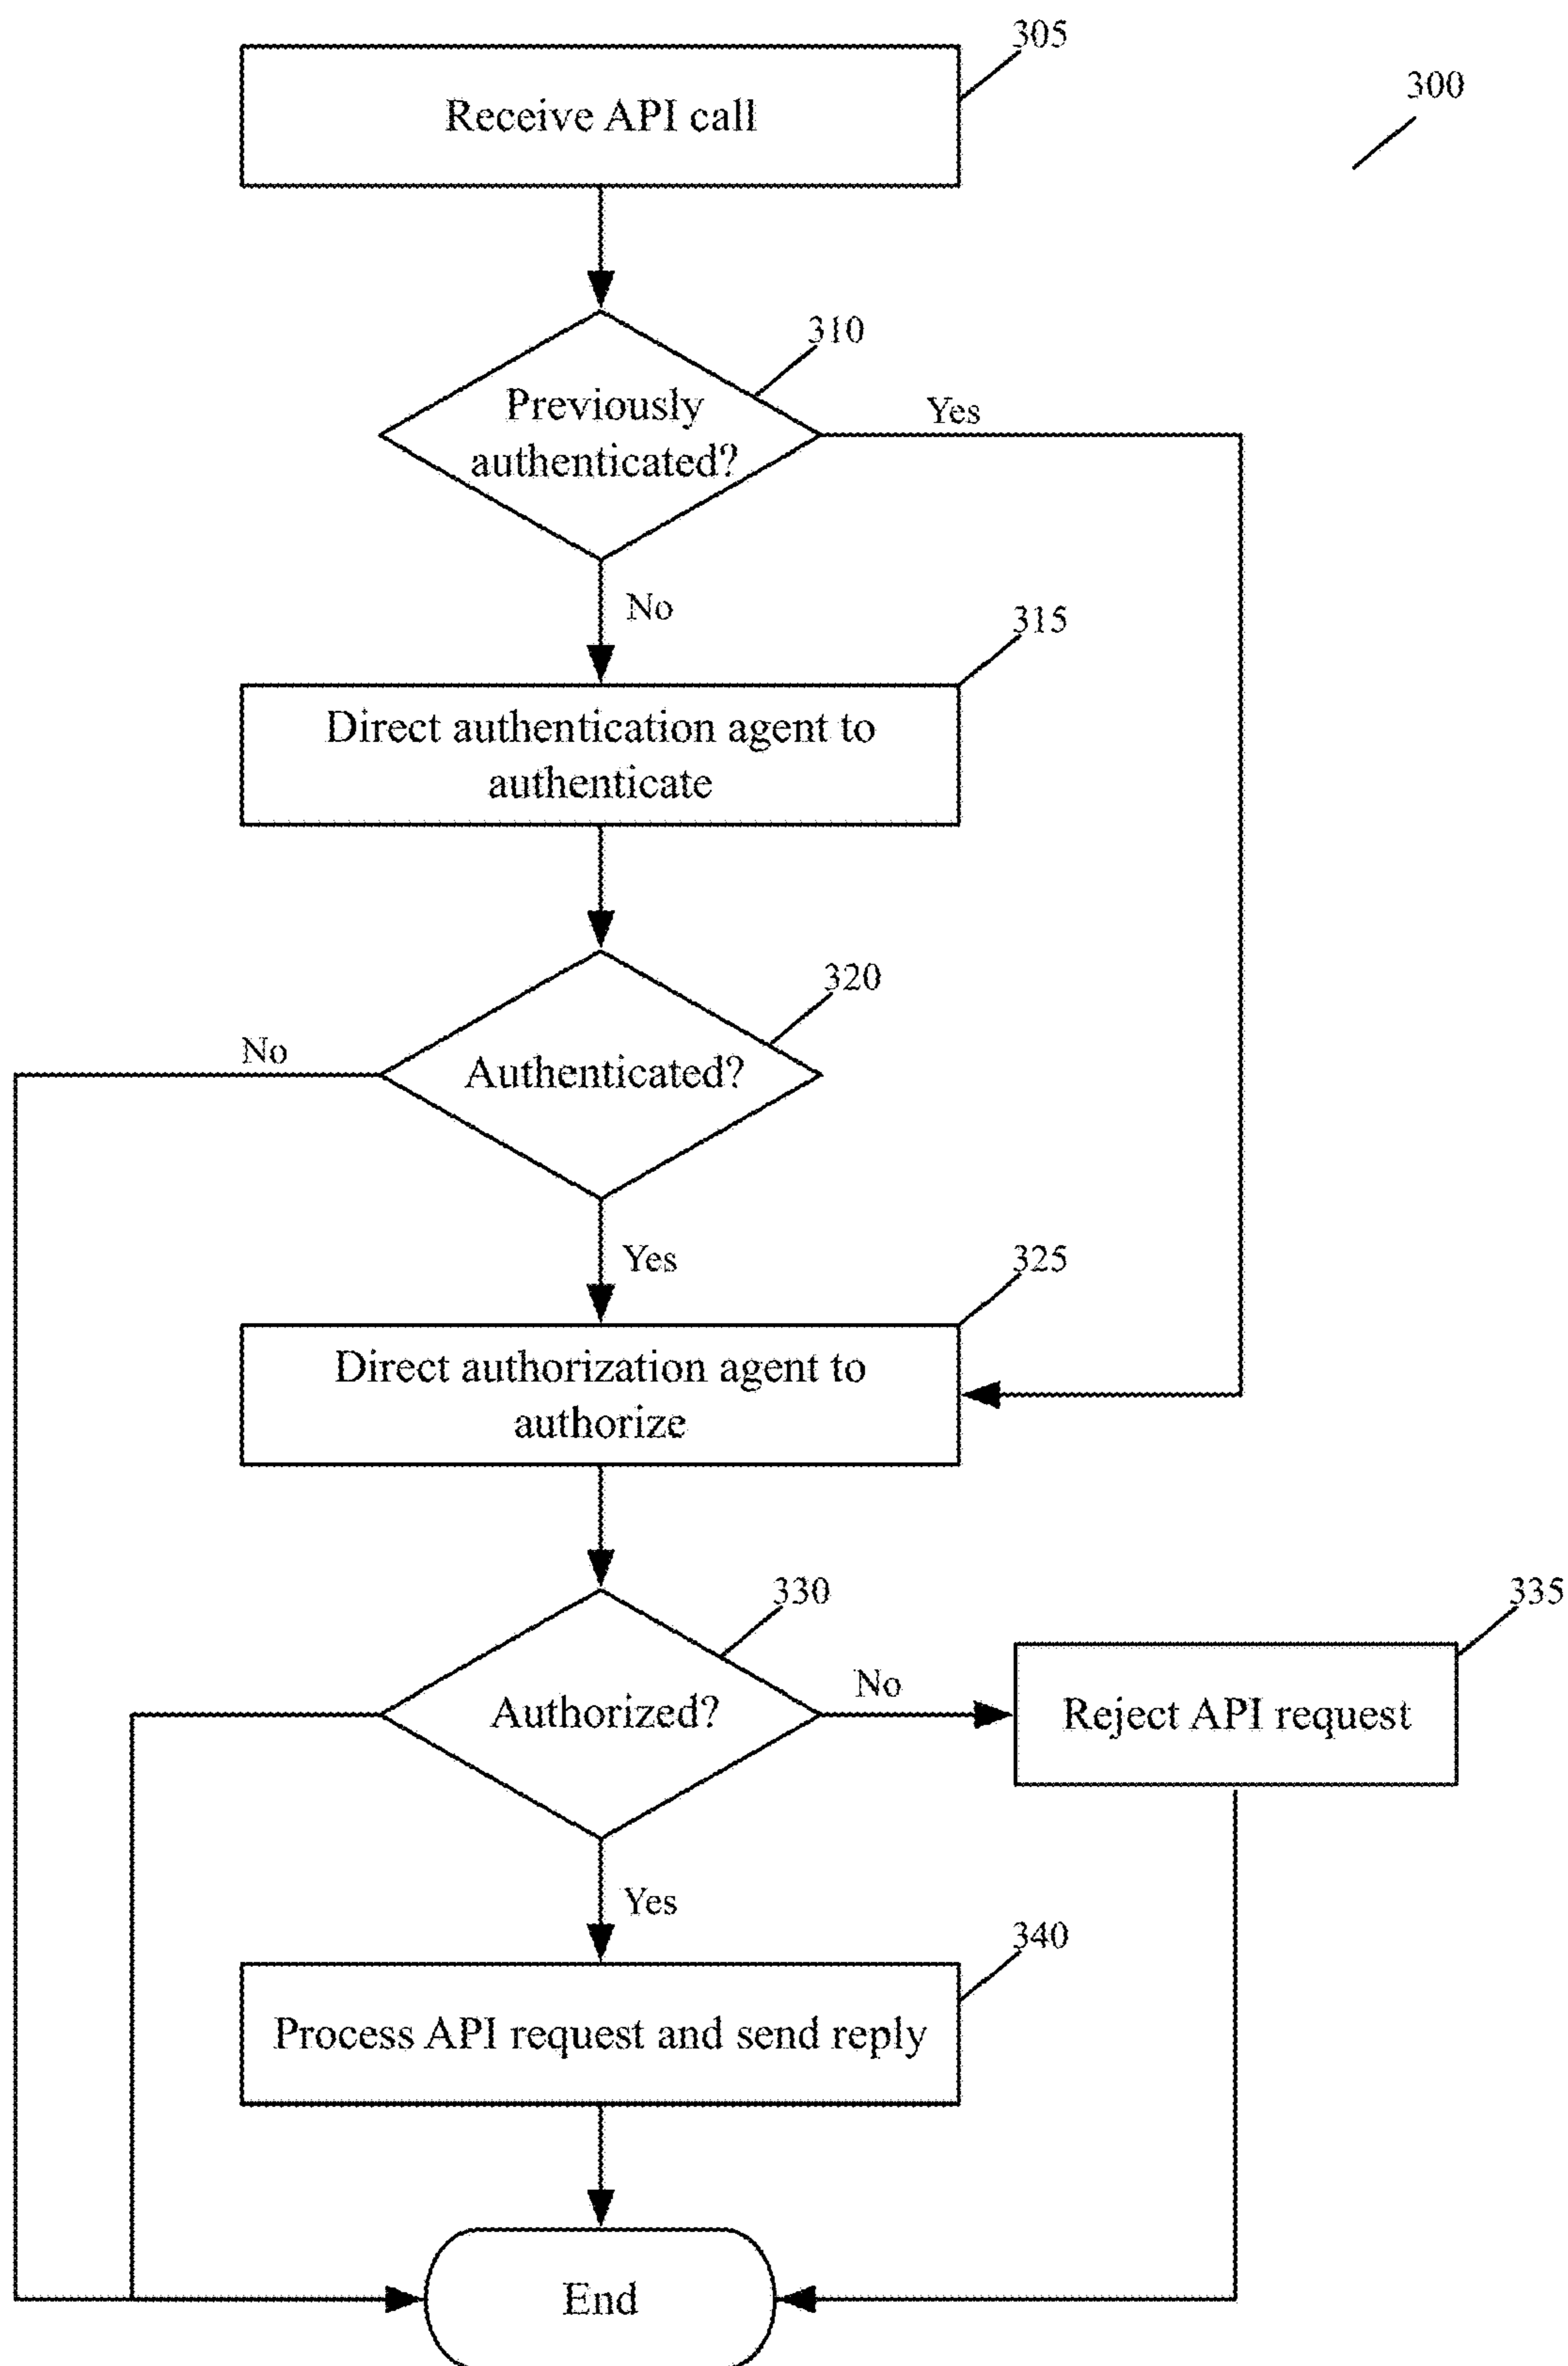 305
300
Receive API call
310
Previously
authenticated?
Yes
No
315
Direct authentication agent to
authenticate
320
No
Authenticated?
Yes
325
Direct authorization agent to
authorize
330
335
Authorized?
No
Reject API request
Yes
340
Process API request and send reply
End